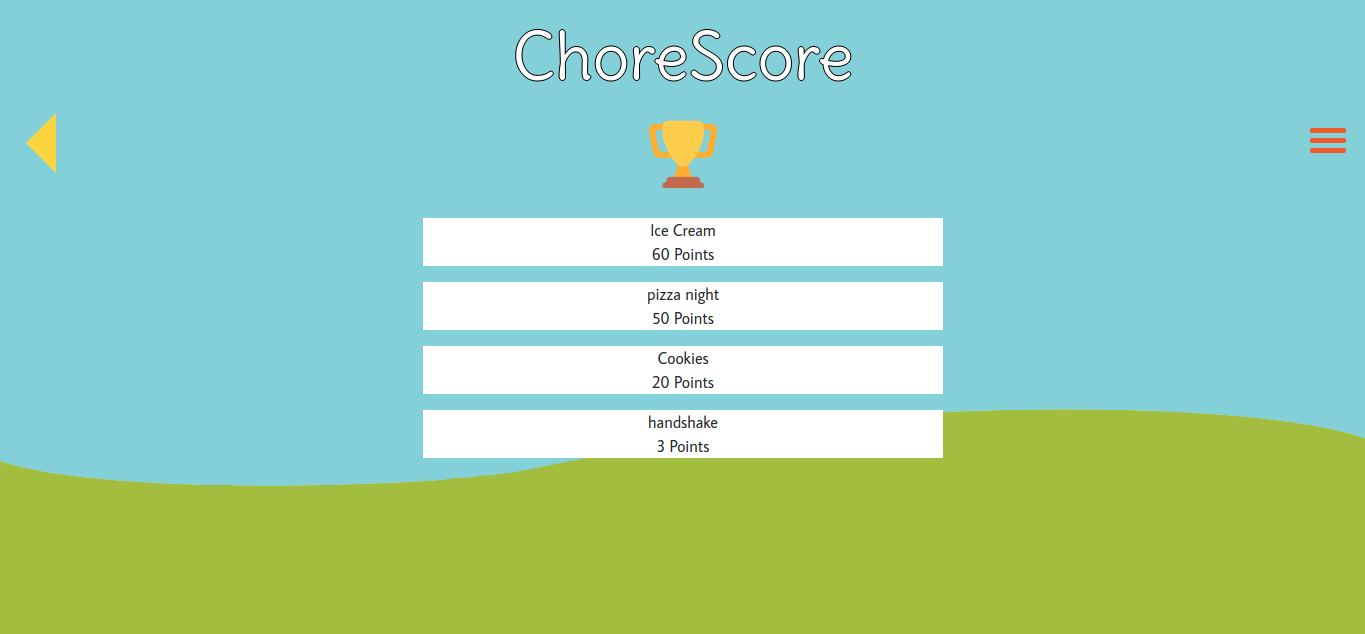 ChoreScore
Ice Cream
60 Points
pizza night
50 Points
Cookies
20 Points
handshake
3 Points